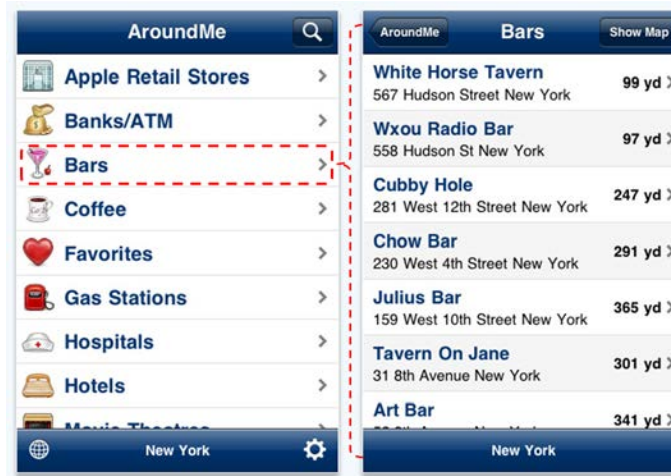 AroundMe
Apple Retail Stores
Banks/ATM
Bars
Coffee
Favorites
Gas Stations
Hospitals
Hotels
Movie Theatres
New York
AroundMe Bars Show Map
White Horse Tavern
567 Hudson Street New York
99 yd
Wxou Radio Bar
558 Hudson St New York
97 yd
Cubby Hole
281 West 12th Street New York
247 yd
Chow Bar
230 West 4th Street New York
291 yd
Julius Bar
159 West 10th Street New York
365 yd
Tavern On Jane
31 8th Avenue New York
301 yd
Art Bar
341 yd
New York